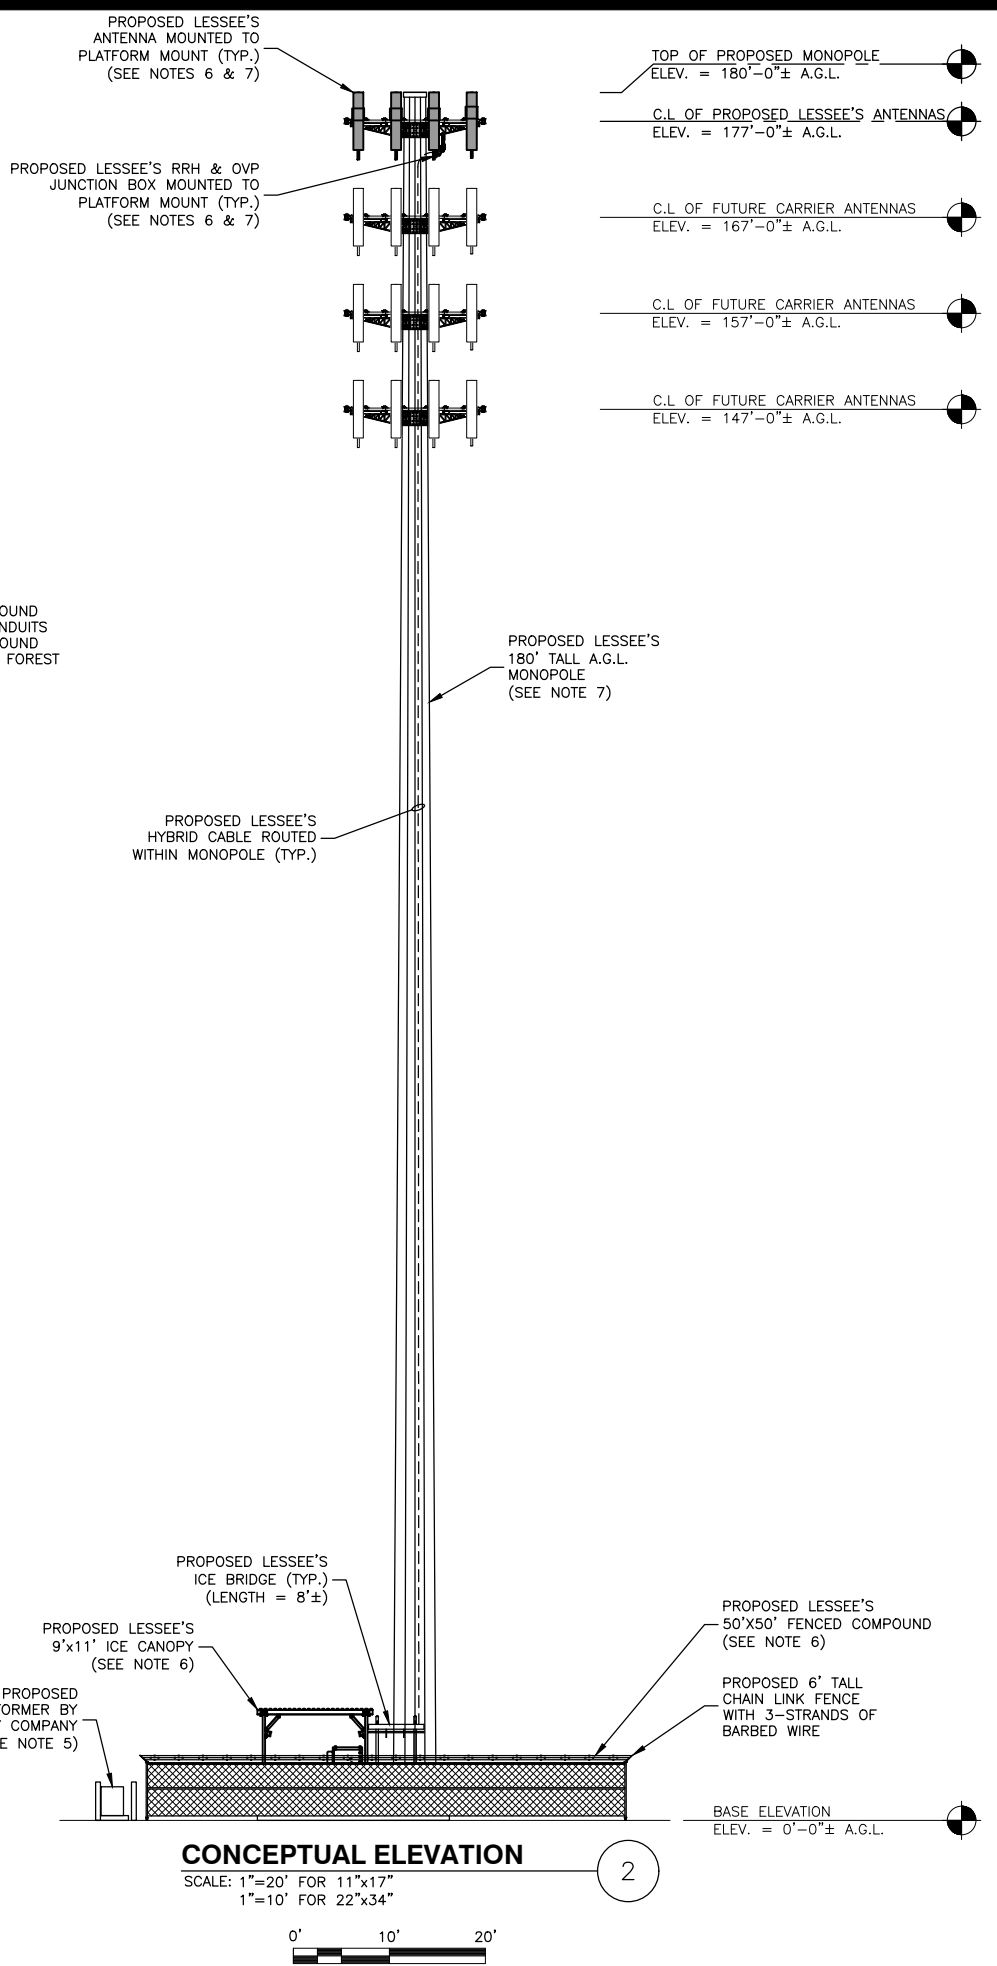 PROPOSED LESSEE'S
ANTENNA MOUNTED TO
PLATFORM MOUNT (TYP.)
(SEE NOTES 6 & 7)
TOP OF PROPOSED MONOPOLE
ELEV. = 180'-0"± A.G.L.
C.L OF PROPOSED LESSEE'S ANTENNAS
ELEV. = 177'-0"± A.G.L.
PROPOSED LESSEE'S RRH & OVP
JUNCTION BOX MOUNTED TO
PLATFORM MOUNT (TYP.)
(SEE NOTES 6 & 7)
C.L OF FUTURE CARRIER ANTENNAS
ELEV. = 167'-0"± A.G.L.
C.L OF FUTURE CARRIER ANTENNAS
ELEV. = 157'-0"± A.G.L.
C.L OF FUTURE CARRIER ANTENNAS
ELEV. = 147'-0"± A.G.L.
OUND
NDUITS
OUND
FOREST
PROPOSED LESSEE'S
180' TALL A.G.L.
MONOPOLE
(SEE NOTE 7)
PROPOSED LESSEE'S
HYBRID CABLE ROUTED
WITHIN MONOPOLE (TYP.)
PROPOSED LESSEE'S
ICE BRIDGE (TYP.)
(LENGTH = 8'±)
PROPOSED LESSEE'S
9'x11' ICE CANOPY
(SEE NOTE 6)
PROPOSED
FORMER BY
COMPANY
E NOTE 5)
PROPOSED LESSEE'S
50'X50' FENCED COMPOUND
(SEE NOTE 6)
PROPOSED 6' TALL
CHAIN LINK FENCE
WITH 3-STRANDS OF
BARBED WIRE
BASE ELEVATION
ELEV. = 0'-0"± A.G.L.
CONCEPTUAL ELEVATION
2
SCALE: 1"=20' FOR 11"x17"
1"=10' FOR 22"x34"
0' 10' 20'